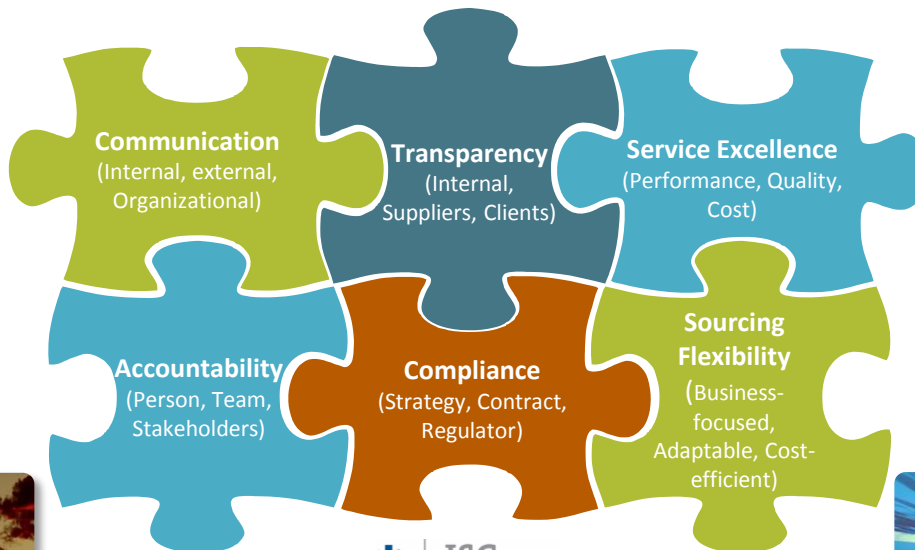 Communication
(Internal, external,
Organizational)
Transparency
(Internal,
Suppliers, Clients)
Service Excellence
(Performance, Quality,
Cost)
Accountability
(Person, Team,
Stakeholders)
Compliance
(Strategy, Contract,
Regulator)
Sourcing
Flexibility
(Business-
focused,
Adaptable, Cost-
efficient)